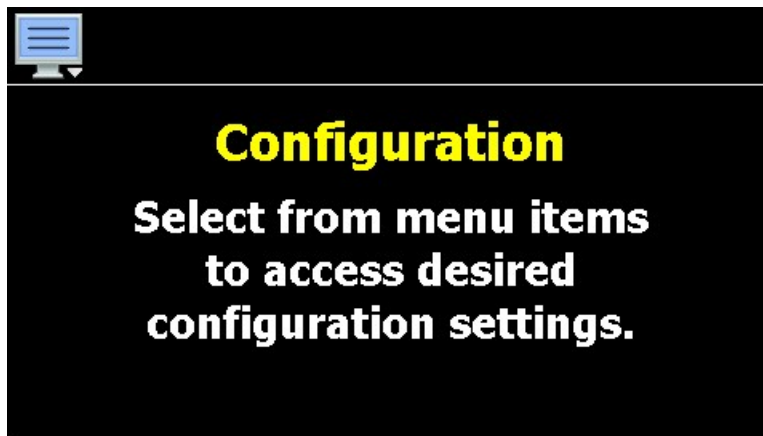 Configuration
Select from menu items
to access desired
configuration settings.